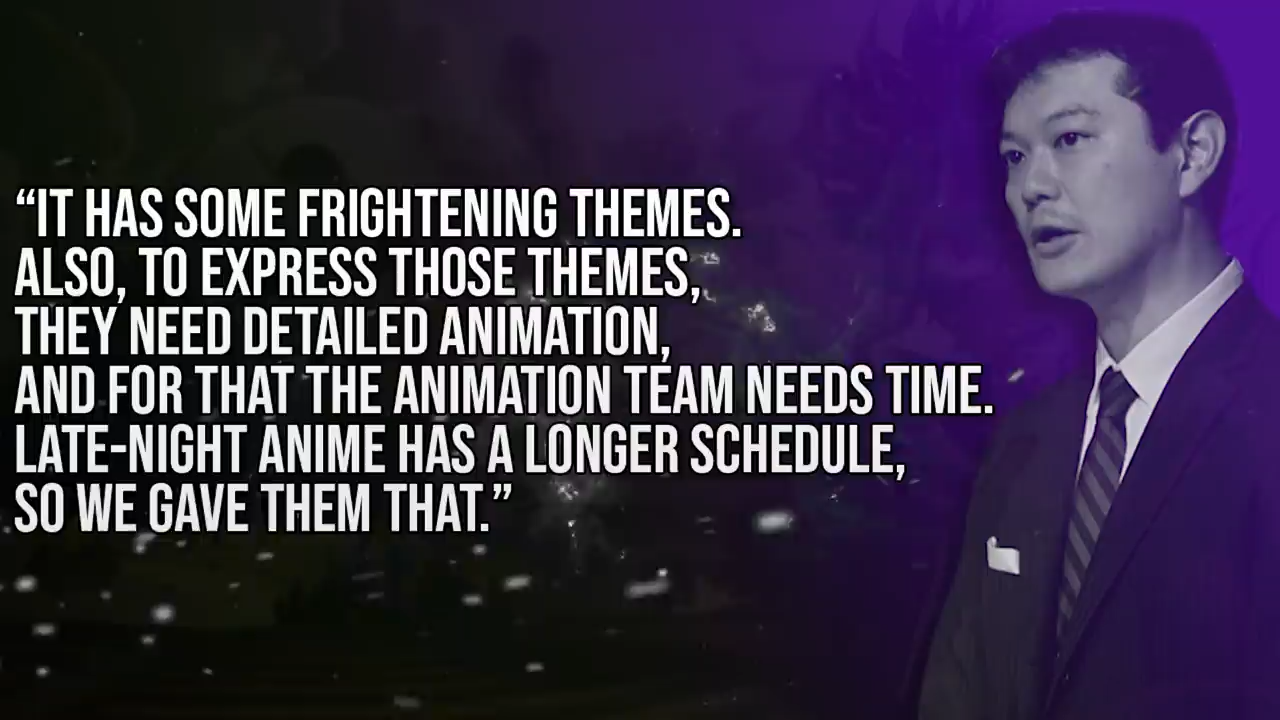 “IT HAS SOME FRIGHTENING THEMES.
ALSO, TO EXPRESS THOSE THEMES,
THEY NEED DETAILED ANIMATION,
AND FOR THAT THE ANIMATION TEAM NEEDS TIME.
LATE-NIGHT ANIME HAS A LONGER SCHEDULE,
SO WE GAVE THEM THAT.”